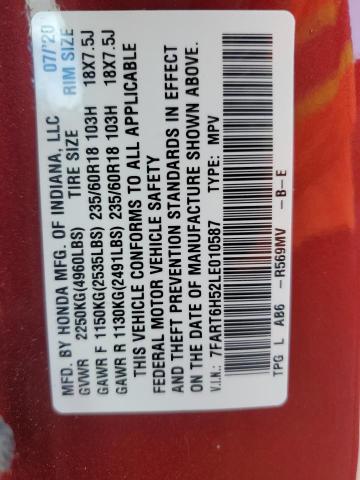 MFD. BY HONDA MFG. OF INDIANA, LLC 07/'20
GVWR 2250KG(4960LBS) TIRE SIZE RIM SIZE
GAWR F 1150KG(2535LBS) 235/60R18 103H 18X7.5J
GAWR R 1130KG(2491LBS) 235/60R18 103H 18X7.5J
THIS VEHICLE CONFORMS TO ALL APPLICABLE
FEDERAL MOTOR VEHICLE SAFETY
AND THEFT PREVENTION STANDARDS IN EFFECT
ON THE DATE OF MANUFACTURE SHOWN ABOVE.
V.I.N.: 7FART6H52LE010587 TYPE: MPV
TPG L AB6 -R569MV -B-E